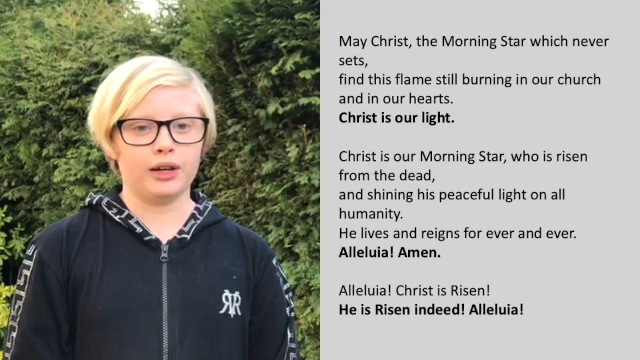 May Christ, the Morning Star which never
sets,
find this flame still burning in our church
and in our hearts.
Christ is our light.
Christ is our Morning Star, who is risen
from the dead,
and shining his peaceful light on all
humanity.
He lives and reigns for ever and ever.
Alleluia! Amen.
Alleluia! Christ is Risen!
He is Risen indeed! Alleluia!